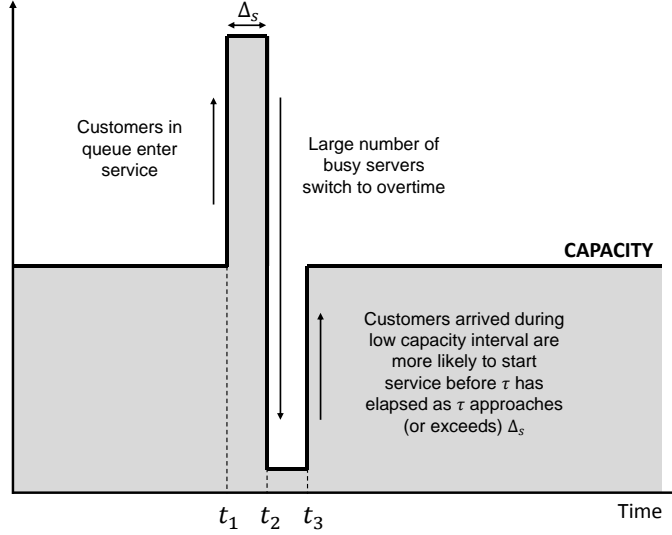 Δₛ
Customers in
queue enter
service
Large number of
busy servers
switch to overtime
CAPACITY
Customers arrived during
low capacity interval are
more likely to start
service before τ has
elapsed as τ approaches
(or exceeds) Δₛ
t₁ t₂ t₃ Time